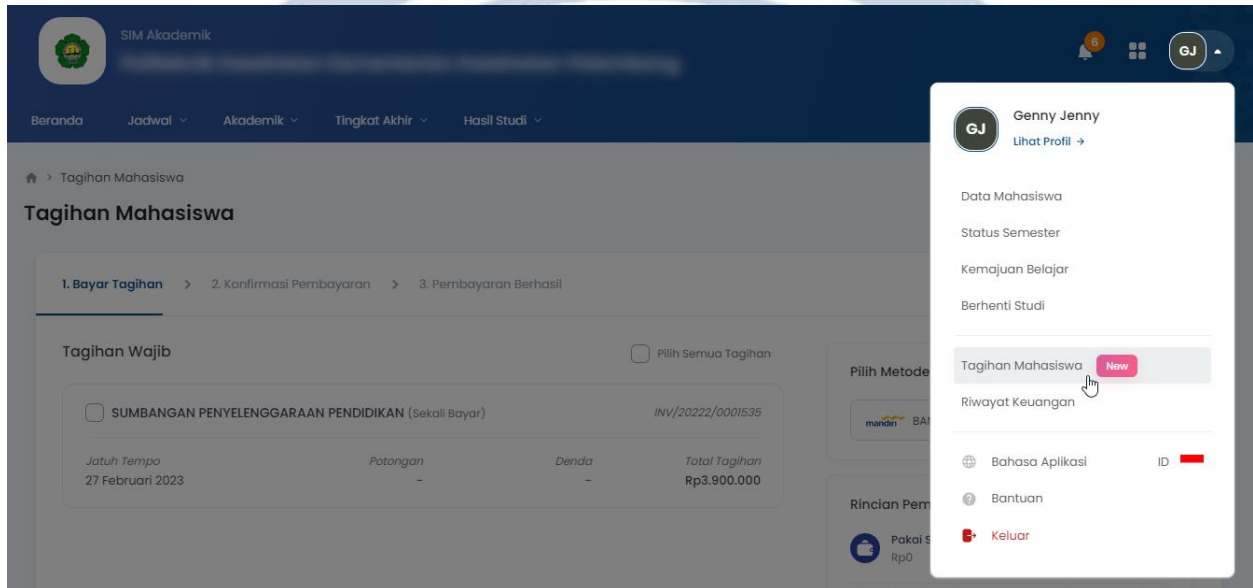 SIM Akademik
6
GJ
Beranda
Jadwal
Akademik
Tingkat Akhir
Hasil Studi
GJ
Genny Jenny
Lihat Profil →
Tagihan Mahasiswa
Tagihan Mahasiswa
Data Mahasiswa
Status Semester
Kemajuan Belajar
Berhenti Studi
Tagihan Mahasiswa New
Riwayat Keuangan
Bahasa Aplikasi ID
Bantuan
Keluar
1. Bayar Tagihan > 2. Konfirmasi Pembayaran > 3. Pembayaran Berhasil
Tagihan Wajib
Pilih Semua Tagihan
SUMBANGAN PENYELENGGARAAN PENDIDIKAN (Sekali Bayar)
INV/20222/0001535
Jatuh Tempo Potongan Denda Total Tagihan
27 Februari 2023 - - Rp3.900.000
Pilih Metode
mandiri
Rincian Pem
Pakai S
Rp0